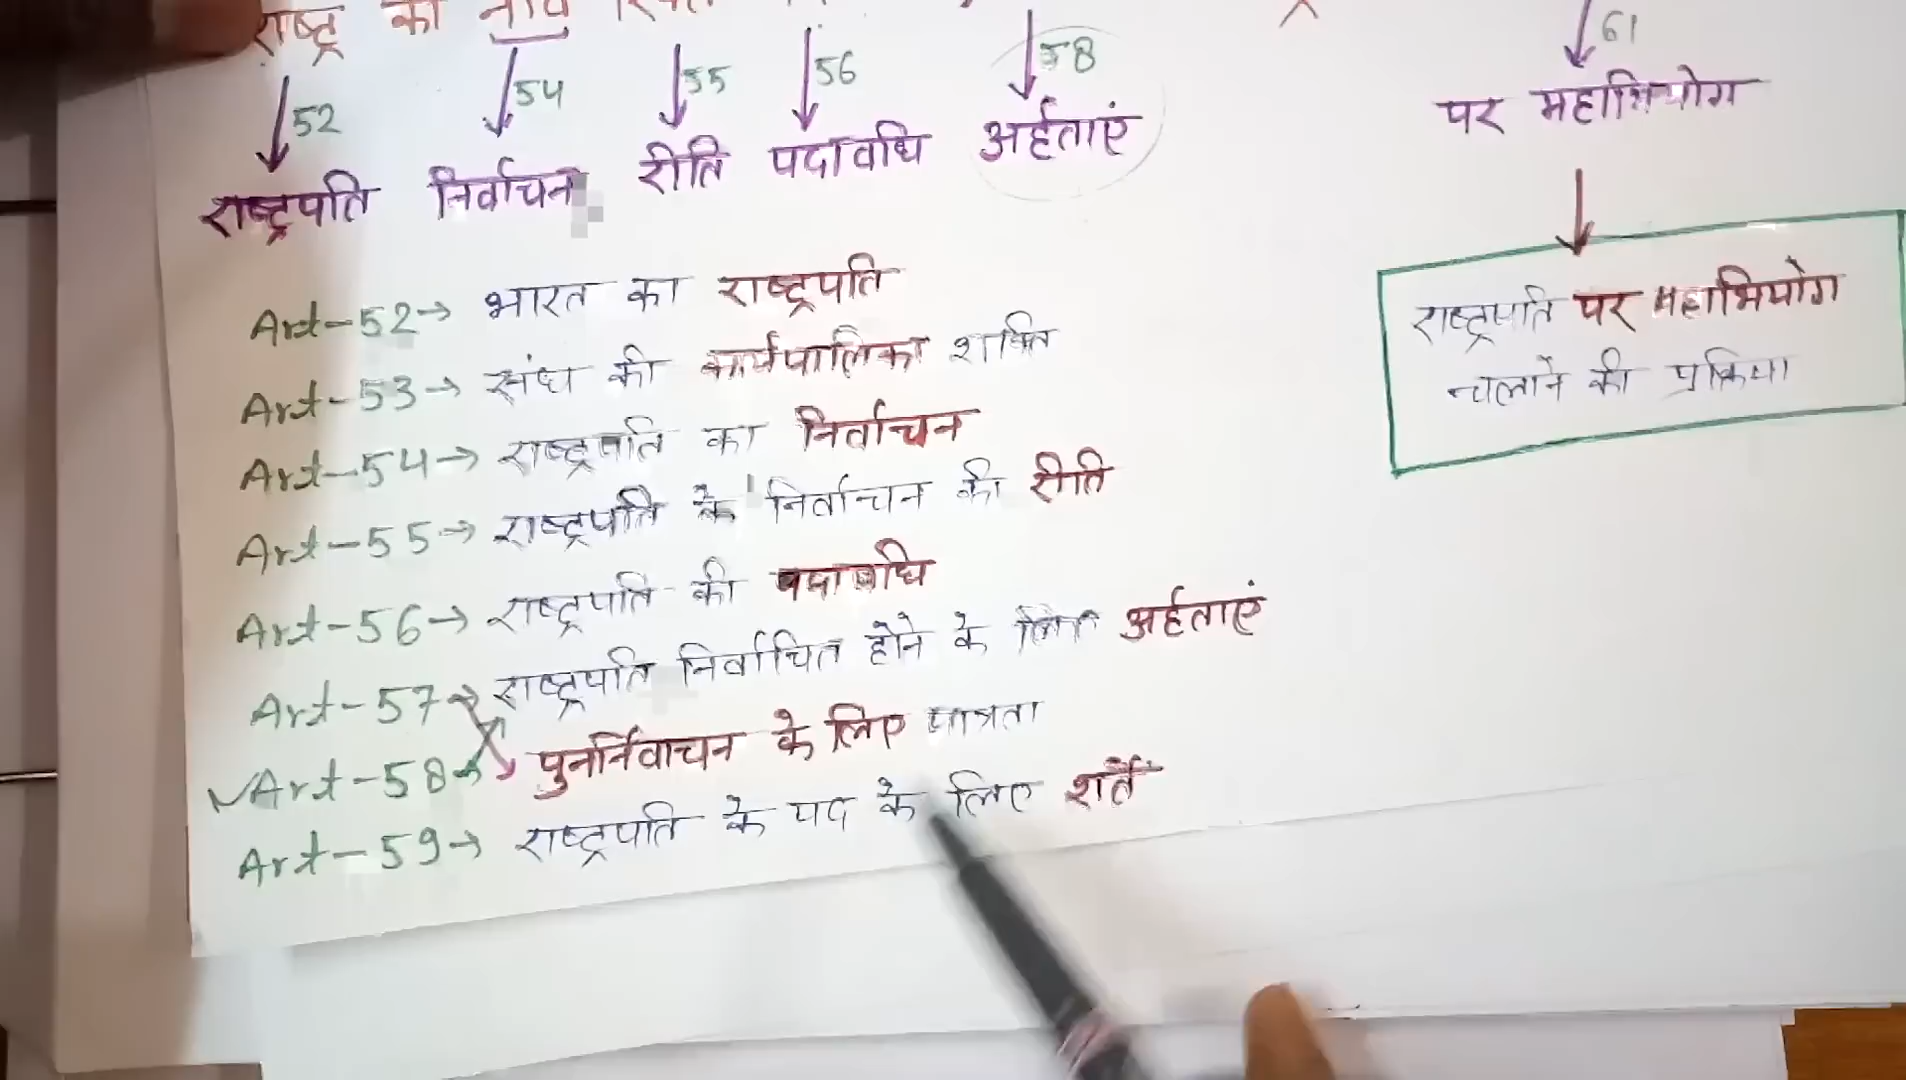 राष्ट्र का नाव
52 54 55 56 58 61
राष्ट्रपति निर्वाचन रीति पदावधि अर्हताएं
पर महाभियोग
राष्ट्रपति पर महाभियोग
चलाने की प्रक्रिया
Art-52→ भारत का राष्ट्रपति
Art-53→ संघ की कार्यपालिका शक्ति
Art-54→ राष्ट्रपति का निर्वाचन
Art-55→ राष्ट्रपति के निर्वाचन की रीति
Art-56→ राष्ट्रपति की पदावधि
Art-57→ राष्ट्रपति निर्वाचित होने के लिए अर्हताएं
✓Art-58→ पुनर्निवाचन के लिए पात्रता
Art-59→ राष्ट्रपति के पद के लिए शर्ते